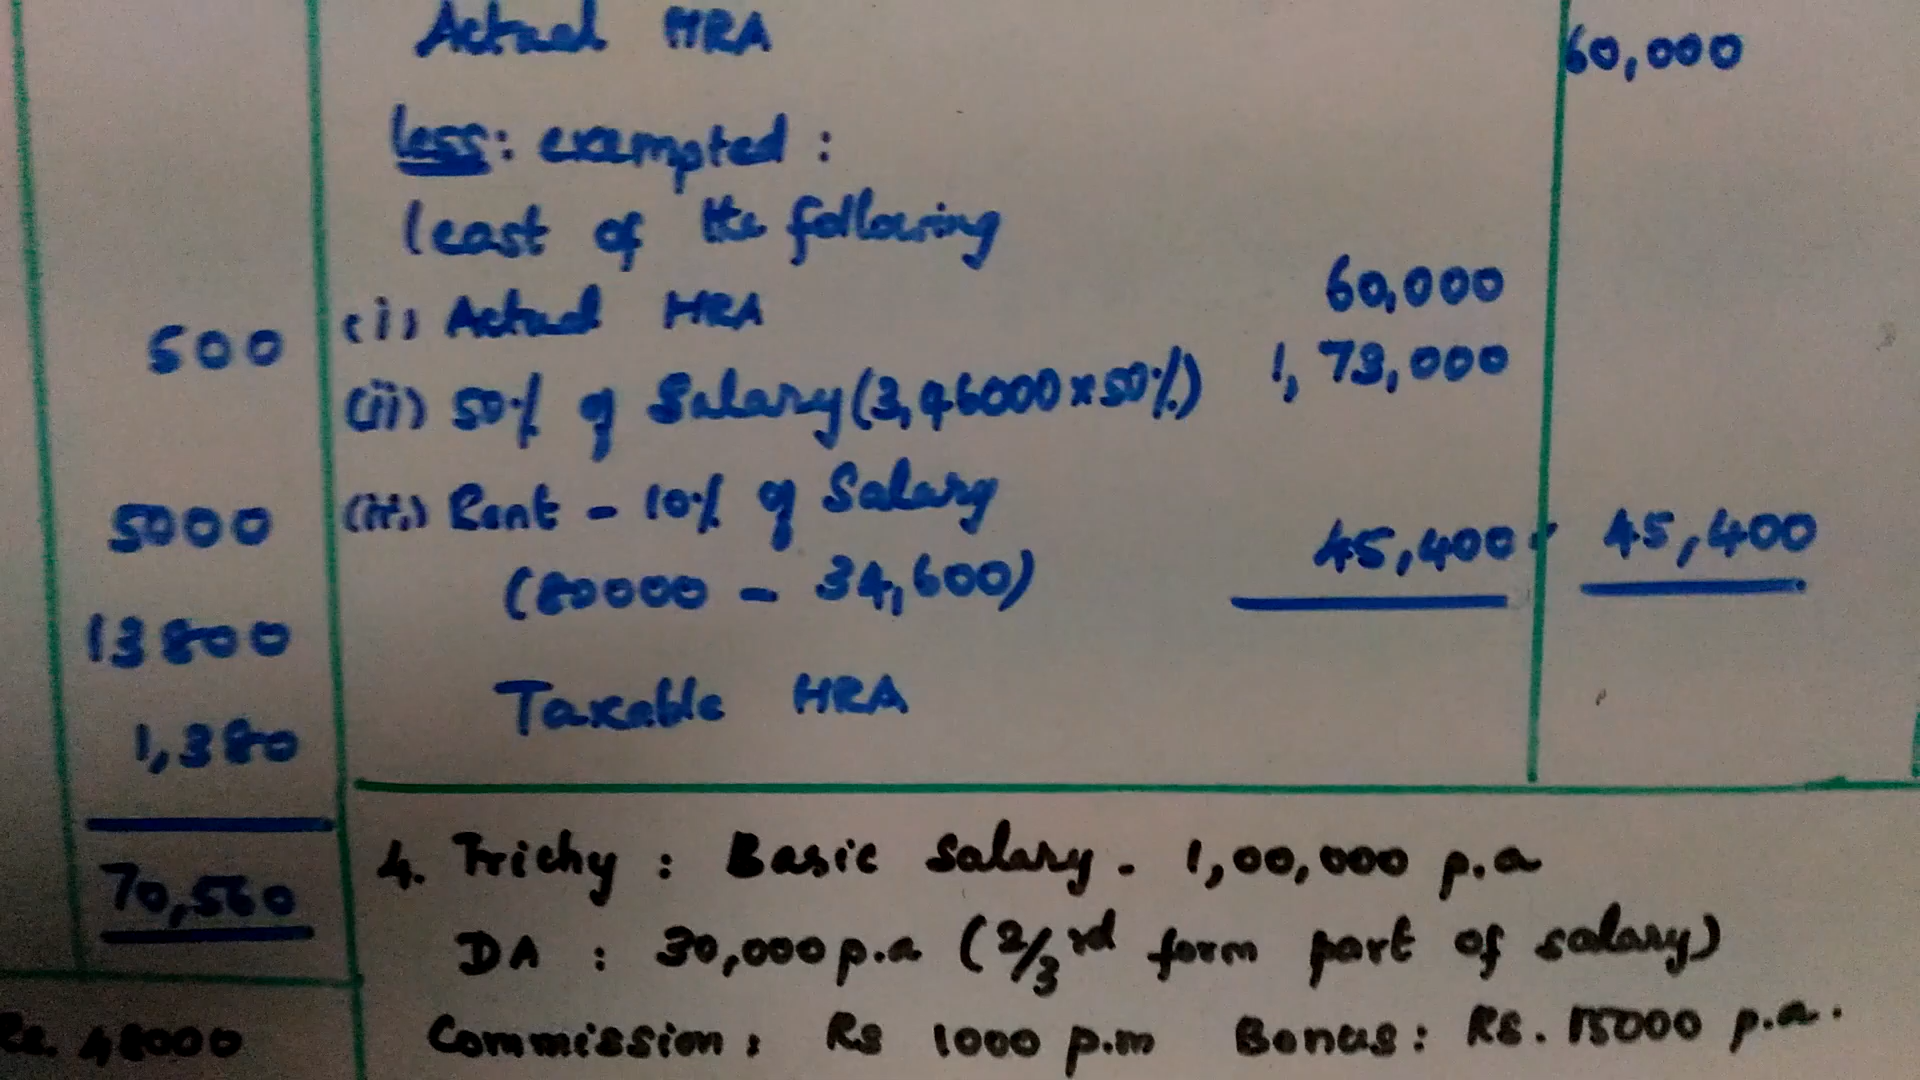 Actual HRA 60,000
Less: exempted :
least of the following
(i) Actual HRA 60,000
500
(ii) 50% of Salary (3,46000 x 50%) 1,73,000
(iii) Rent - 10% of Salary
5000
(80000 - 34,600) 45,400 45,400
13800
Taxable HRA
1,380
70,560
4. Trichy : Basic Salary - 1,00,000 p.a
DA : 30,000 p.a (2/3rd form part of salary)
Commission : Rs 1000 p.m Bonus : Rs. 15000 p.a.
Re. 48000